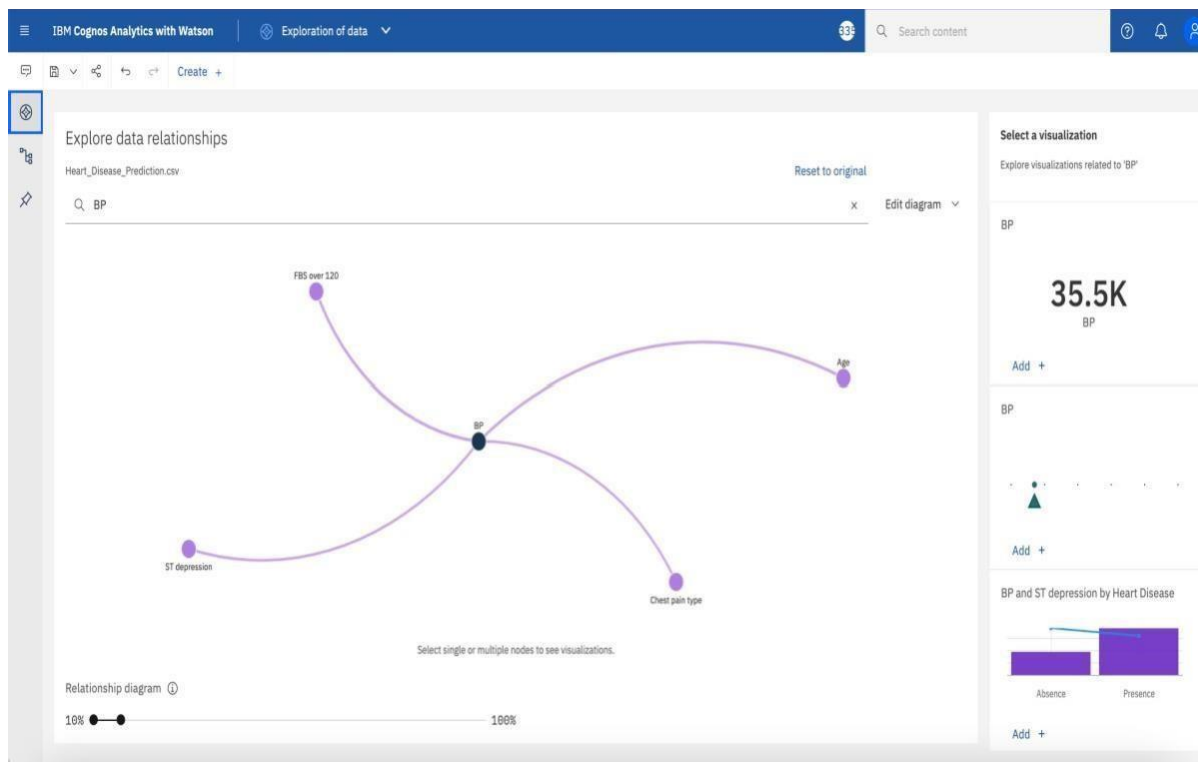 IBM Cognos Analytics with Watson
Exploration of data
Search content
Create +
Explore data relationships
Heart_Disease_Prediction.csv
Reset to original
BP
x
Edit diagram
FBS over 120
Age
BP
ST depression
Chest pain type
Select single or multiple nodes to see visualizations.
Relationship diagram
10%
100%
Select a visualization
Explore visualizations related to 'BP'
BP
35.5K
BP
Add +
BP
Add +
BP and ST depression by Heart Disease
Absence Presence
Add +